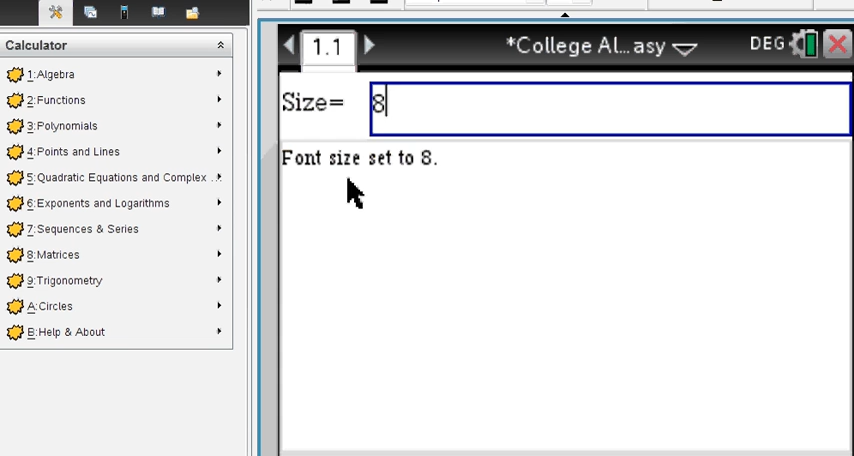 Calculator
1:Algebra
2:Functions
3:Polynomials
4:Points and Lines
5:Quadratic Equations and Complex ...
6:Exponents and Logarithms
7:Sequences & Series
8:Matrices
9:Trigonometry
A:Circles
B:Help & About
1.1
*College Al...asy
DEG
Size= 8
Font size set to 8.